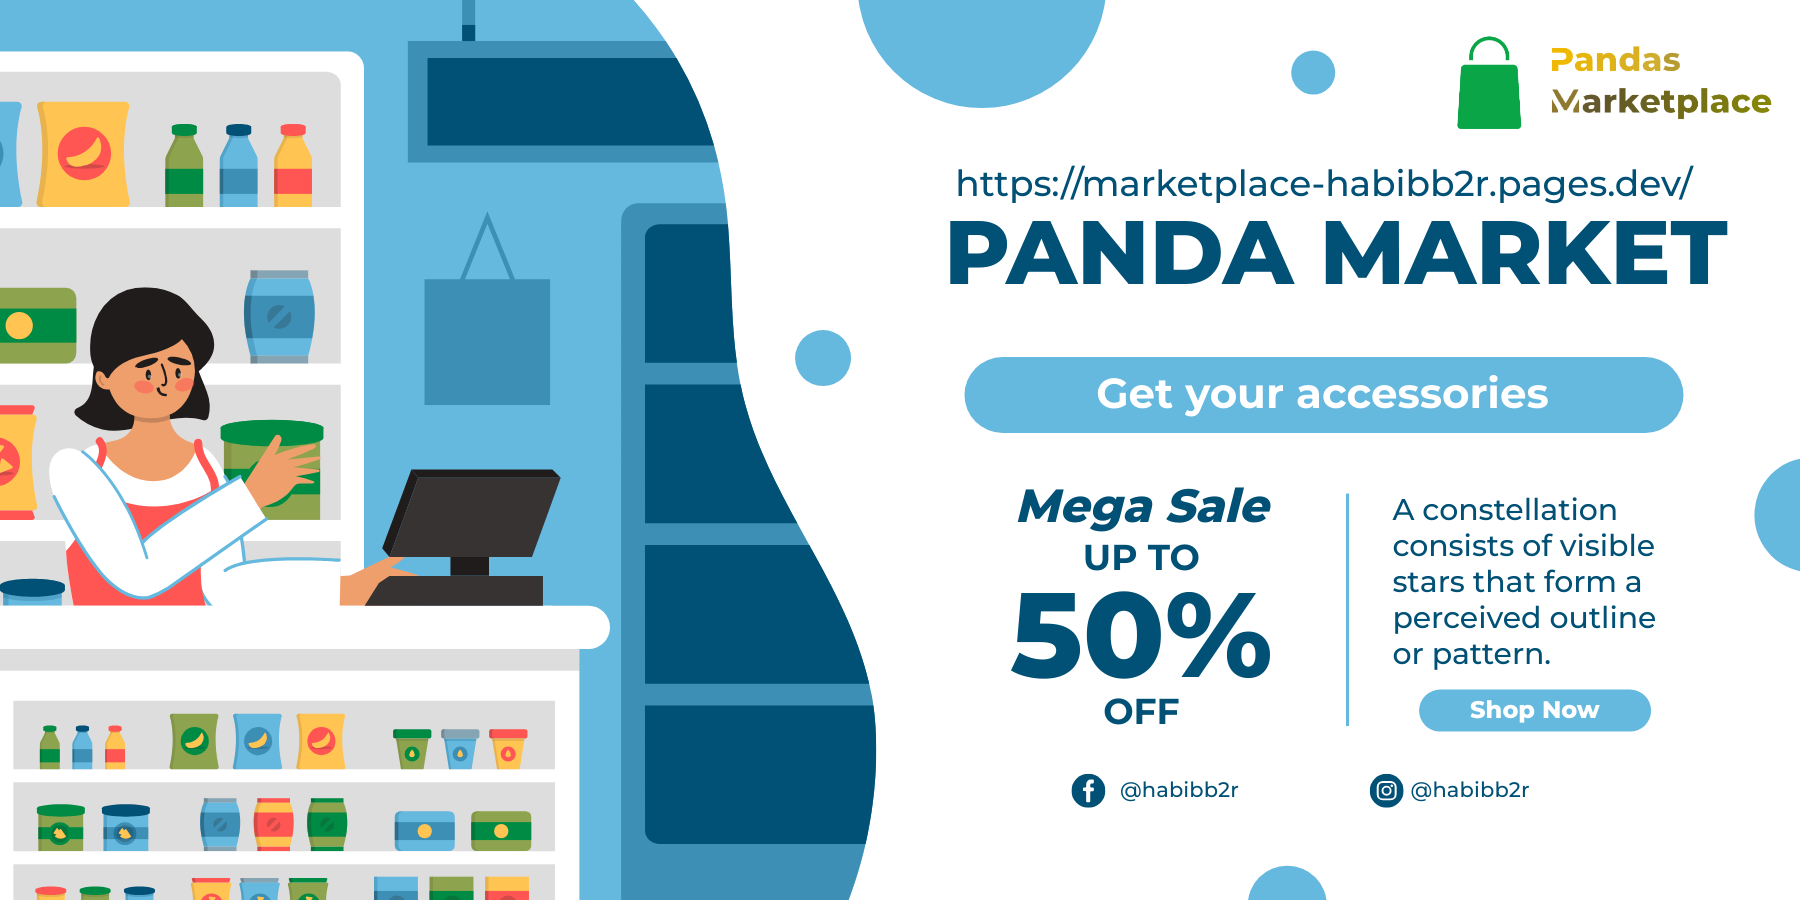 Pandas
Marketplace
https://marketplace-habibb2r.pages.dev/
PANDA MARKET
Get your accessories
Mega Sale
UP TO
50%
OFF
A constellation
consists of visible
stars that form a
perceived outline
or pattern.
Shop Now
@habibb2r
@habibb2r